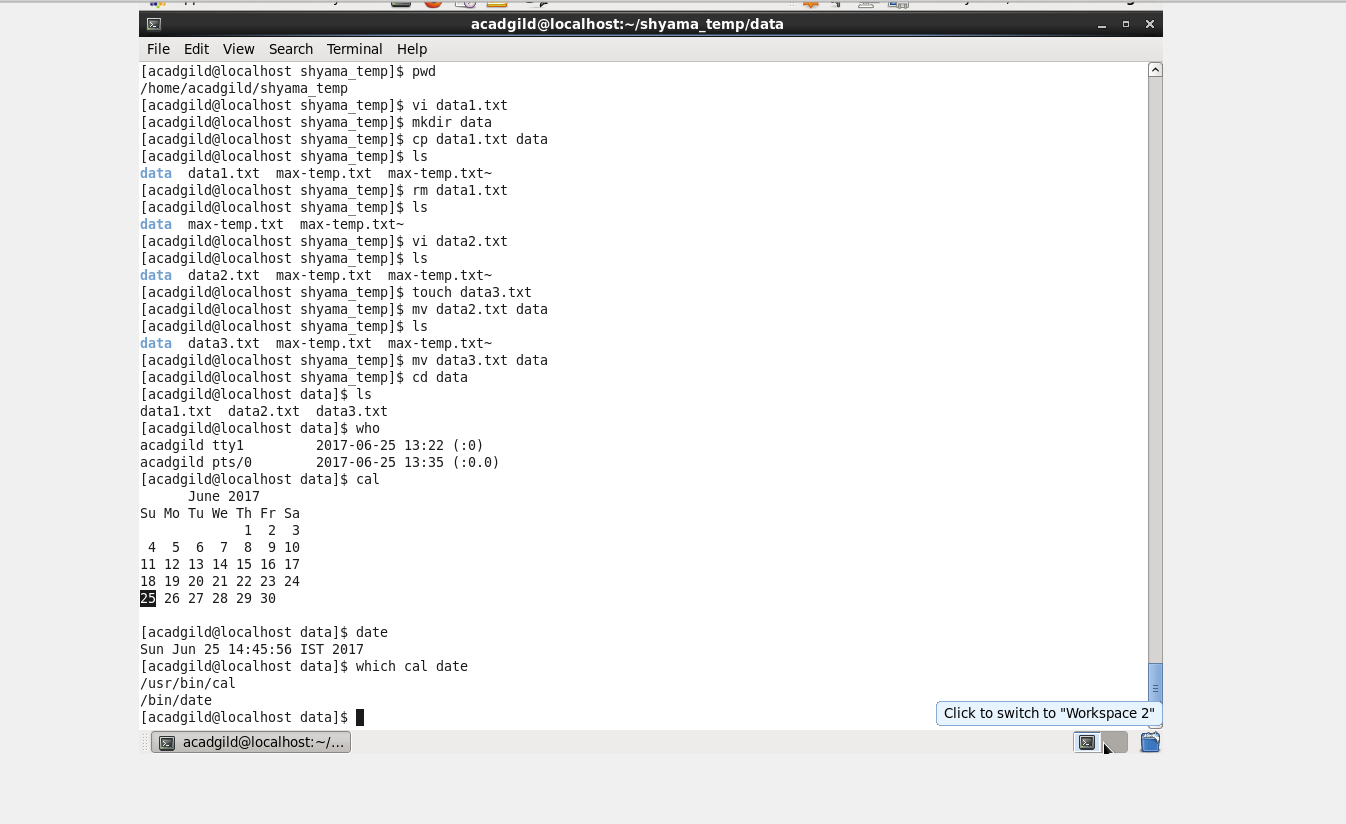 acadgild@localhost:~/shyama_temp/data
File Edit View Search Terminal Help
[acadgild@localhost shyama_temp]$ pwd
/home/acadgild/shyama_temp
[acadgild@localhost shyama_temp]$ vi data1.txt
[acadgild@localhost shyama_temp]$ mkdir data
[acadgild@localhost shyama_temp]$ cp data1.txt data
[acadgild@localhost shyama_temp]$ ls
data  data1.txt  max-temp.txt  max-temp.txt~
[acadgild@localhost shyama_temp]$ rm data1.txt
[acadgild@localhost shyama_temp]$ ls
data  max-temp.txt  max-temp.txt~
[acadgild@localhost shyama_temp]$ vi data2.txt
[acadgild@localhost shyama_temp]$ ls
data  data2.txt  max-temp.txt  max-temp.txt~
[acadgild@localhost shyama_temp]$ touch data3.txt
[acadgild@localhost shyama_temp]$ mv data2.txt data
[acadgild@localhost shyama_temp]$ ls
data  data3.txt  max-temp.txt  max-temp.txt~
[acadgild@localhost shyama_temp]$ mv data3.txt data
[acadgild@localhost shyama_temp]$ cd data
[acadgild@localhost data]$ ls
data1.txt  data2.txt  data3.txt
[acadgild@localhost data]$ who
acadgild tty1         2017-06-25 13:22 (:0)
acadgild pts/0        2017-06-25 13:35 (:0.0)
[acadgild@localhost data]$ cal
      June 2017
Su Mo Tu We Th Fr Sa
             1  2  3
 4  5  6  7  8  9 10
11 12 13 14 15 16 17
18 19 20 21 22 23 24
25 26 27 28 29 30
[acadgild@localhost data]$ date
Sun Jun 25 14:45:56 IST 2017
[acadgild@localhost data]$ which cal date
/usr/bin/cal
/bin/date
[acadgild@localhost data]$
Click to switch to "Workspace 2"
acadgild@localhost:~/...